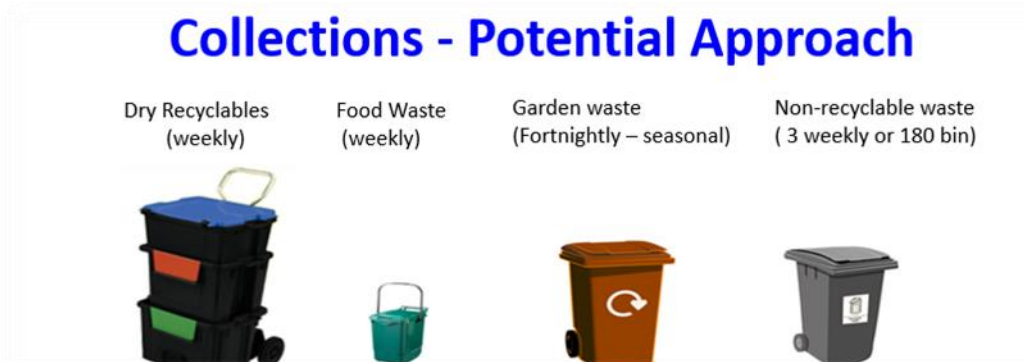 Collections - Potential Approach
Dry Recyclables
(weekly)
Food Waste
(weekly)
Garden waste
(Fortnightly – seasonal)
Non-recyclable waste
( 3 weekly or 180 bin)